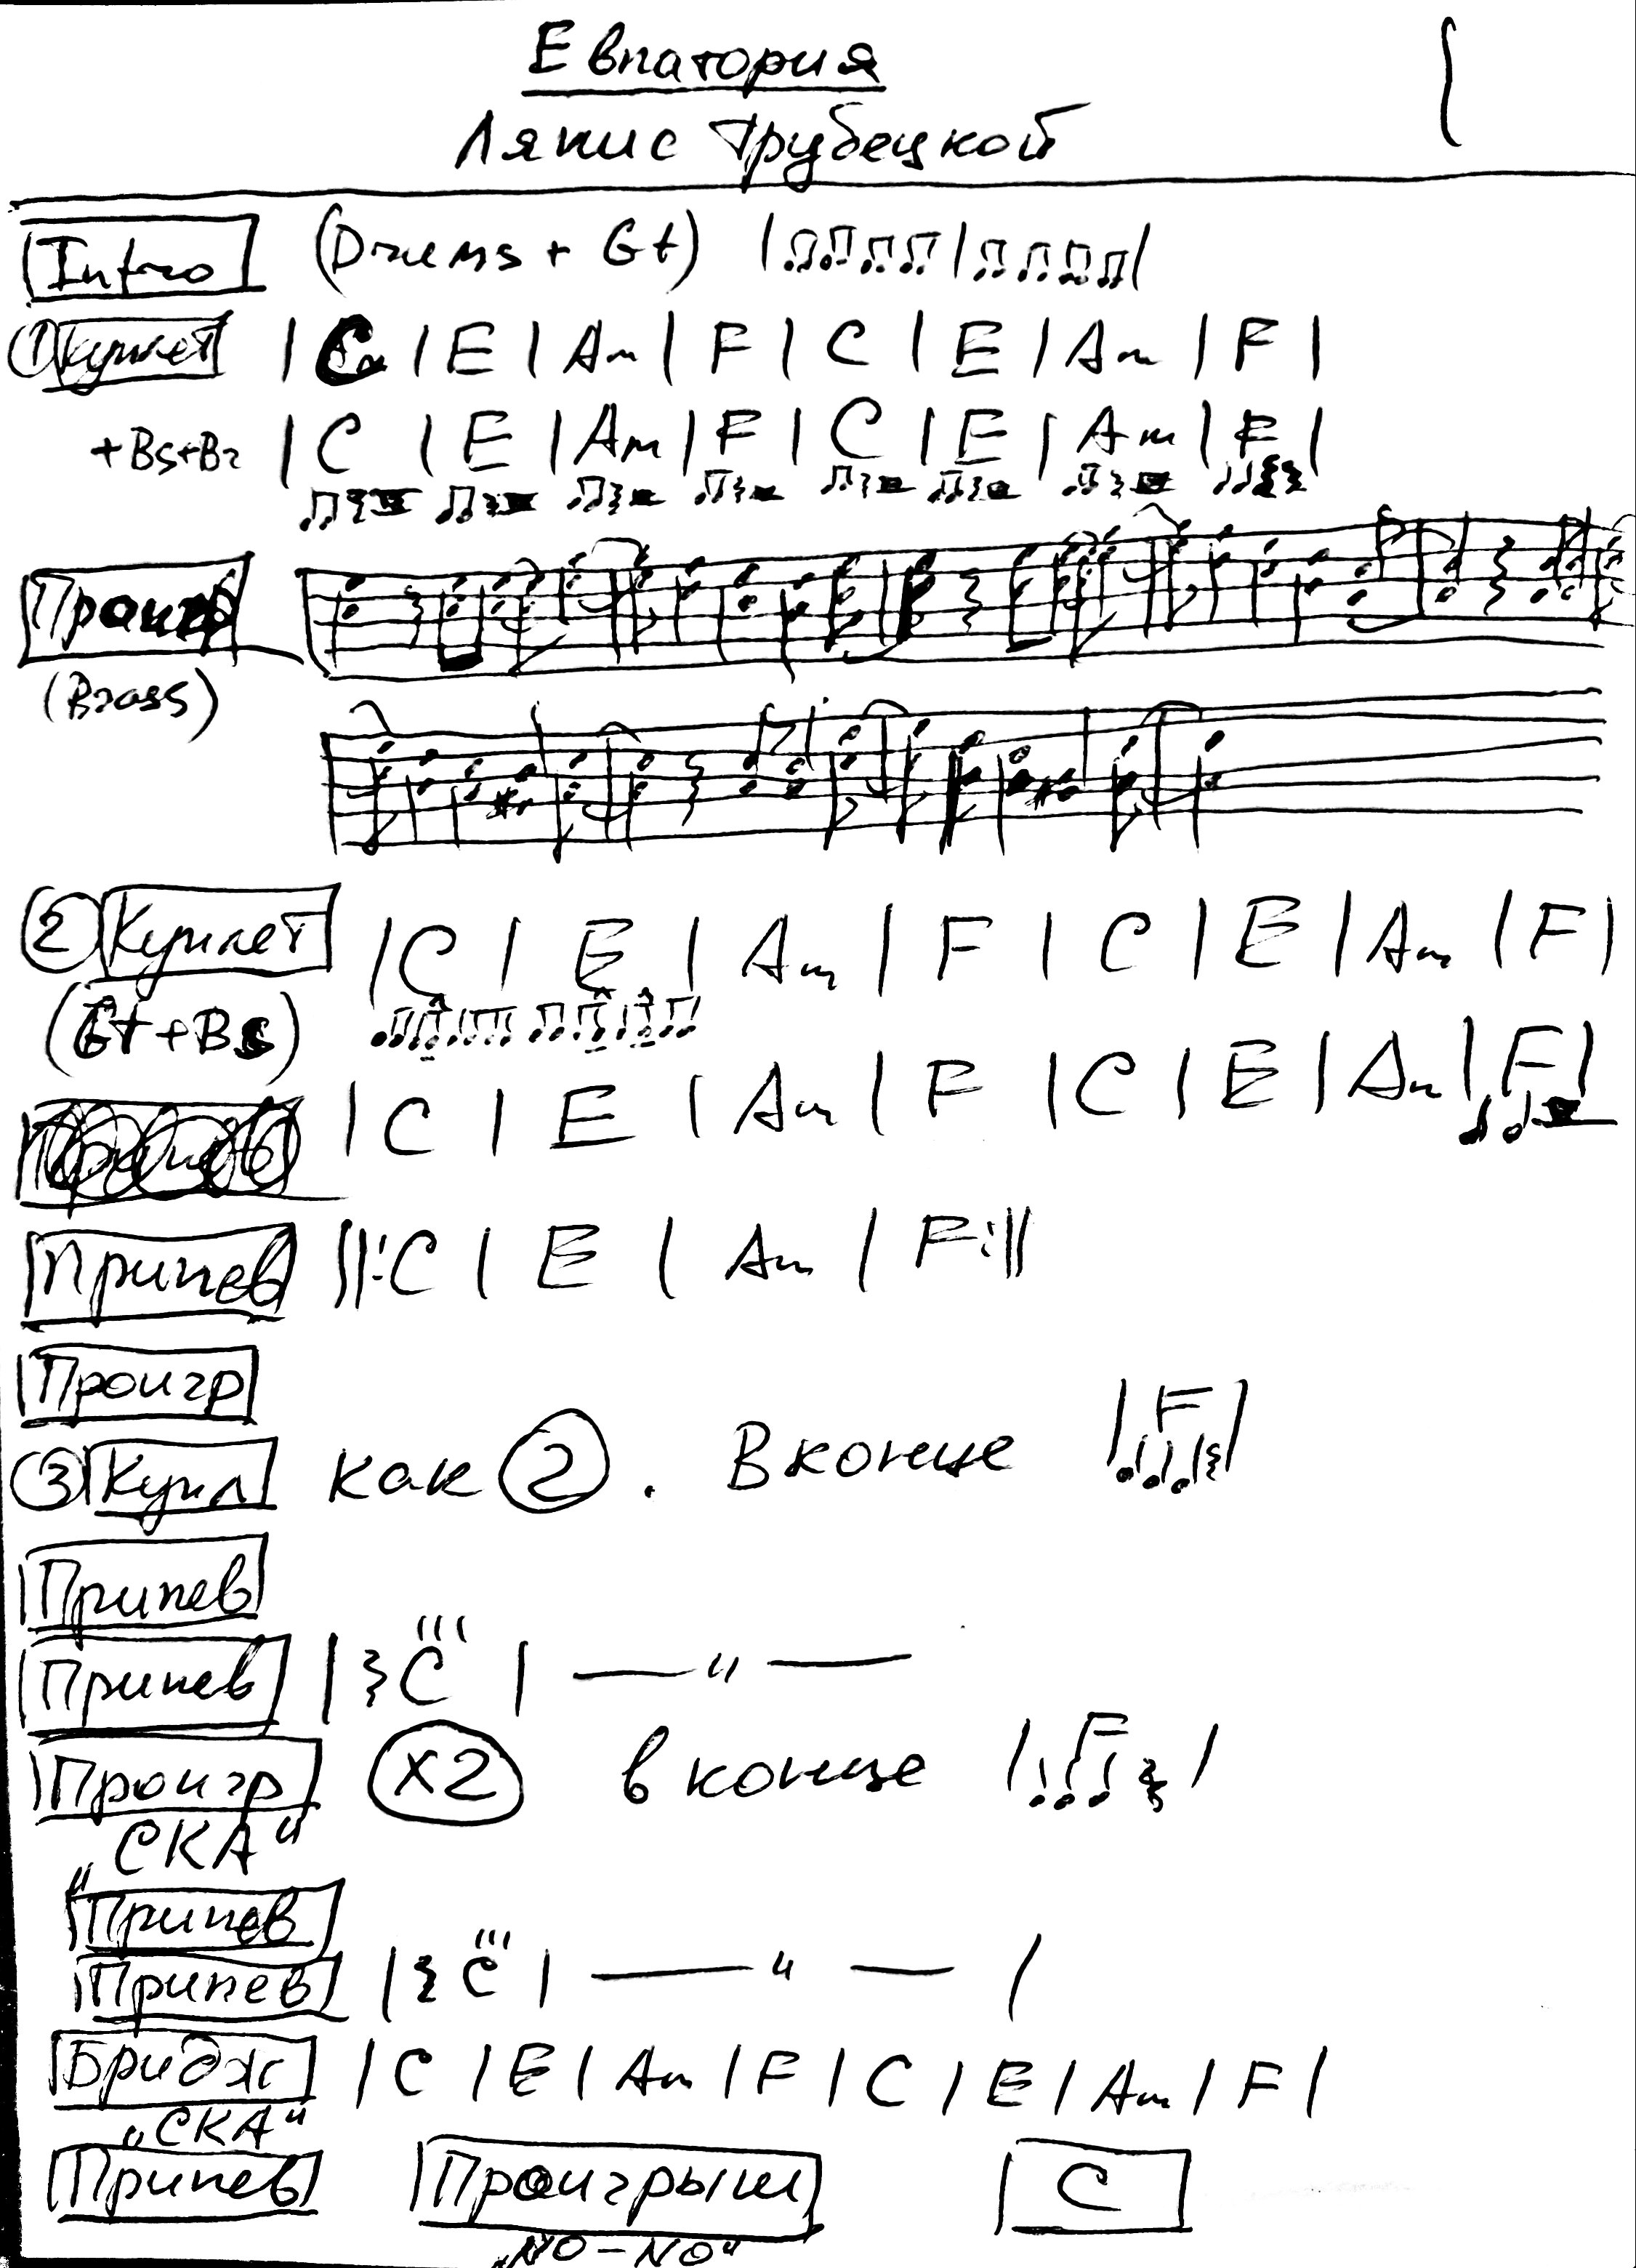 Евпатория
Ляпис Трубецкой
Intro (Drums + Gt)
① Куплет | C | E | Am | F | C | E | Am | F |
+Bs+Br | C | E | Am | F | C | E | Am | F |
Проигр
(Brass)
② Куплет | C | E | Am | F | C | E | Am | F |
(Gt+Bs)
| C | E | Am | F | C | E | Am | F |
Припев ||: C | E | Am | F :||
Проигр
③ Купл как ② . В конце | F |
Припев
Припев | C | — " —
Проигр x2 в конце | F |
„СКА"
Припев
Припев | C | — " — |
Бридж | C | E | Am | F | C | E | Am | F |
„СКА"
Припев Проигрыш C
„NO-NO"